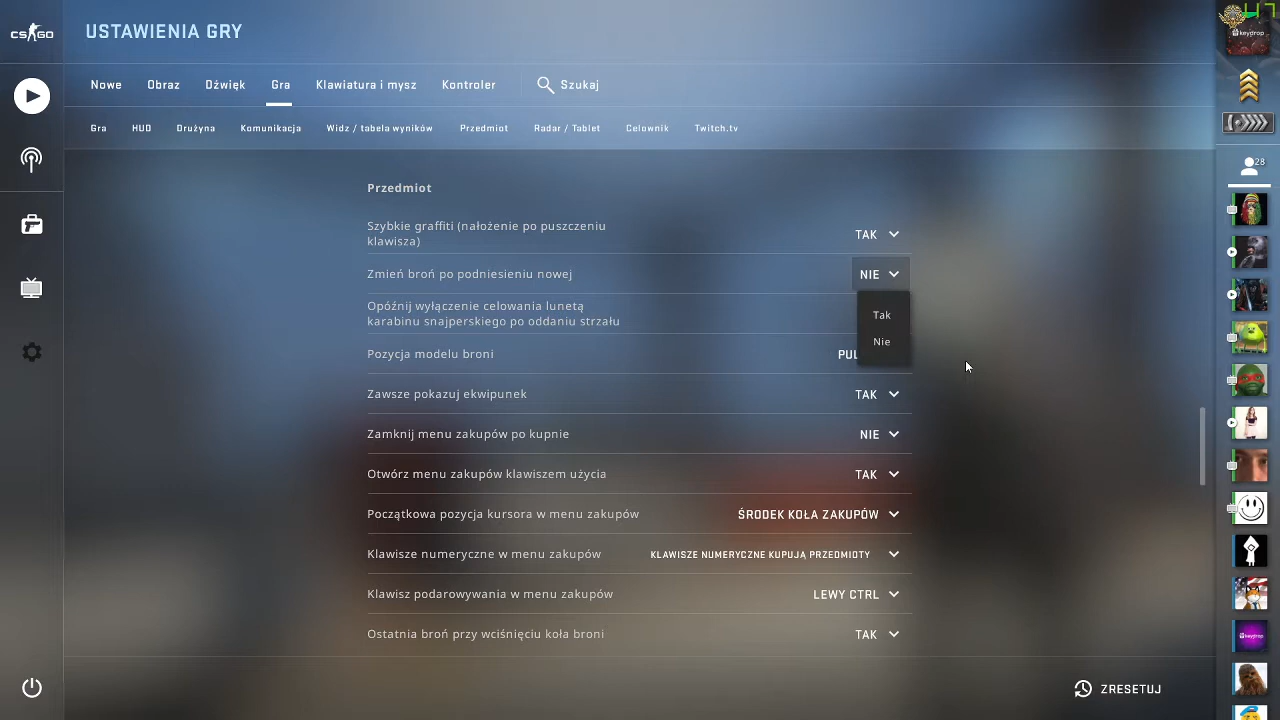 CS GO
USTAWIENIA GRY
Nowe Obraz Dźwięk Gra Klawiatura i mysz Kontroler Szukaj
Gra HUD Drużyna Komunikacja Widz / tabela wyników Przedmiot Radar / Tablet Celownik Twitch.tv
Przedmiot
Szybkie graffiti (nałożenie po puszczeniu
klawisza)
TAK
Zmień broń po podniesieniu nowej NIE
Tak
Nie
Opóźnij wyłączenie celowania lunetą
karabinu snajperskiego po oddaniu strzału
Pozycja modelu broni
Zawsze pokazuj ekwipunek TAK
Zamknij menu zakupów po kupnie NIE
Otwórz menu zakupów klawiszem użycia TAK
Początkowa pozycja kursora w menu zakupów ŚRODEK KOŁA ZAKUPÓW
Klawisze numeryczne w menu zakupów KLAWISZE NUMERYCZNE KUPUJĄ PRZEDMIOTY
Klawisz podarowywania w menu zakupów LEWY CTRL
Ostatnia broń przy wciśnięciu koła broni TAK
ZRESETUJ
keydrop
28
keydrop